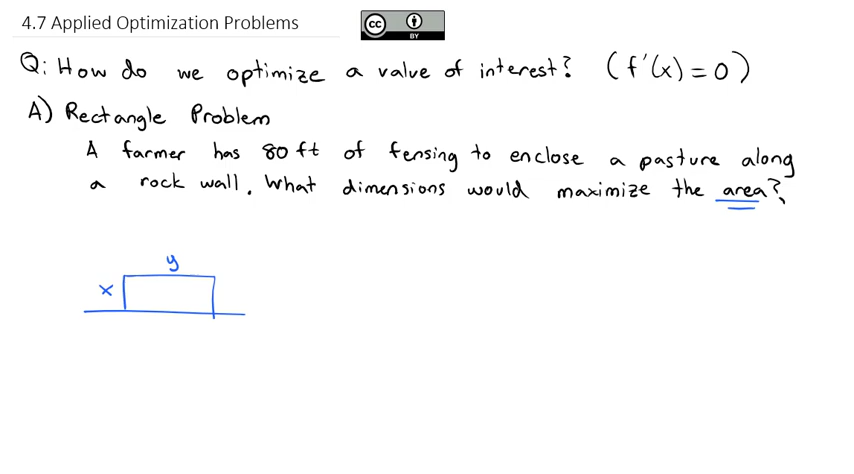 4.7 Applied Optimization Problems
cc BY
Q: How do we optimize a value of interest? (f'(x) = 0)
A) Rectangle Problem
A farmer has 80 ft of fensing to enclose a pasture along
a rock wall. What dimensions would maximize the area?
y
x